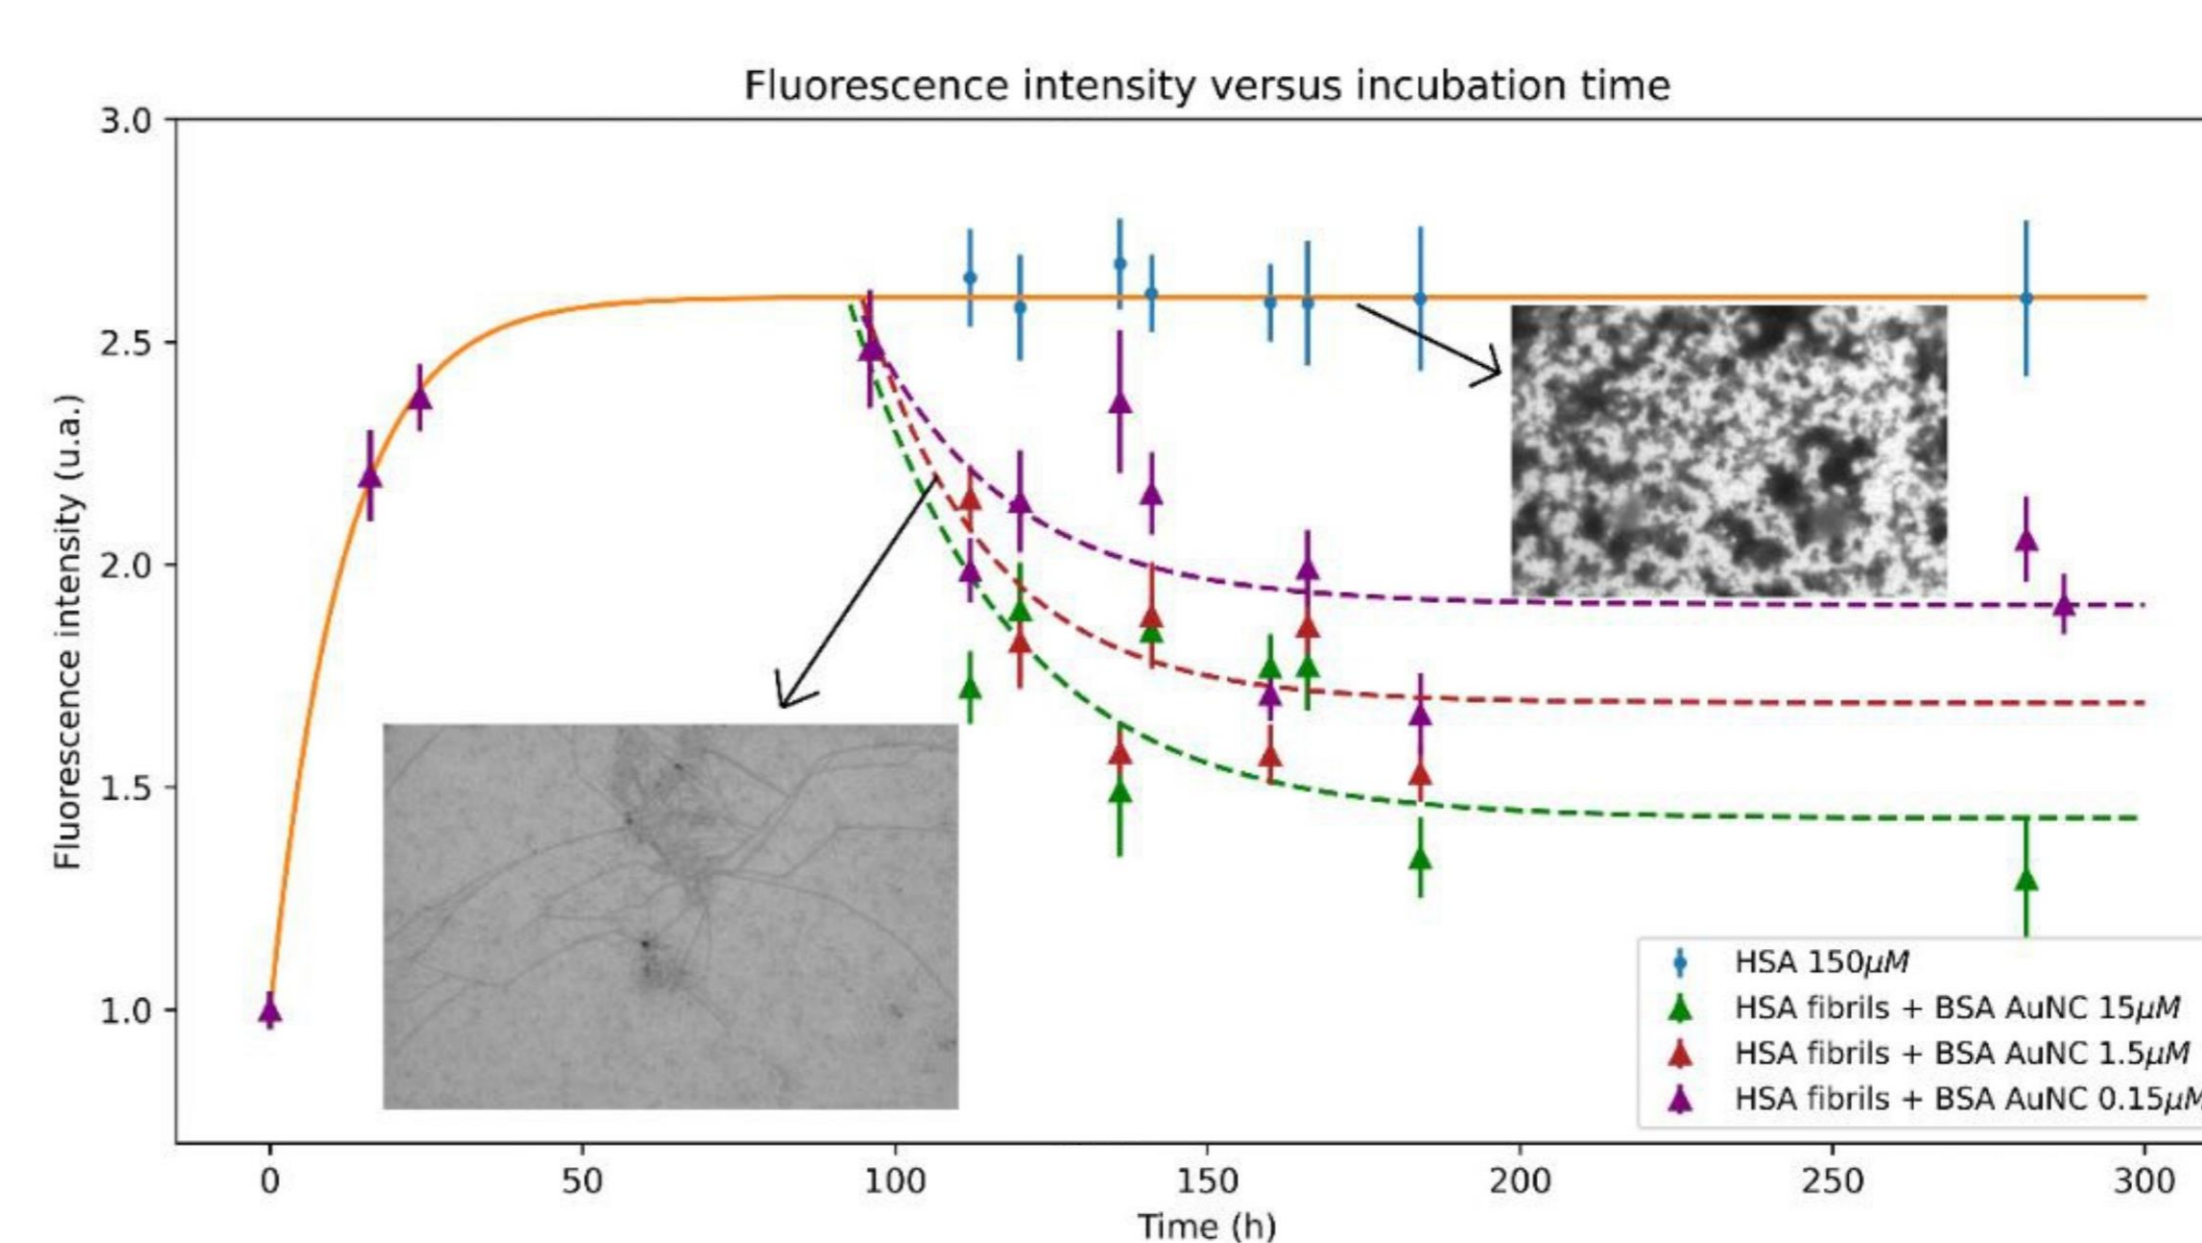 Fluorescence intensity versus incubation time
Fluorescence intensity (u.a.)
3.0
2.5
2.0
1.5
1.0
HSA 150μM
HSA fibrils + BSA AuNC 15μM
HSA fibrils + BSA AuNC 1.5μM
HSA fibrils + BSA AuNC 0.15μM
0 50 100 150 200 250 300
Time (h)